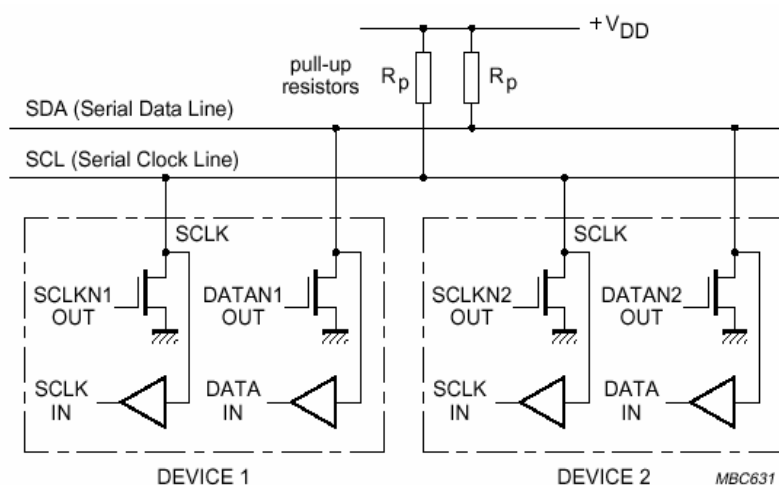 +VDD
pull-up
resistors
Rp
Rp
SDA (Serial Data Line)
SCL (Serial Clock Line)
SCLK
SCLK
SCLKN1
OUT
DATAN1
OUT
SCLKN2
OUT
DATAN2
OUT
SCLK
IN
DATA
IN
SCLK
IN
DATA
IN
DEVICE 1
DEVICE 2
MBC631